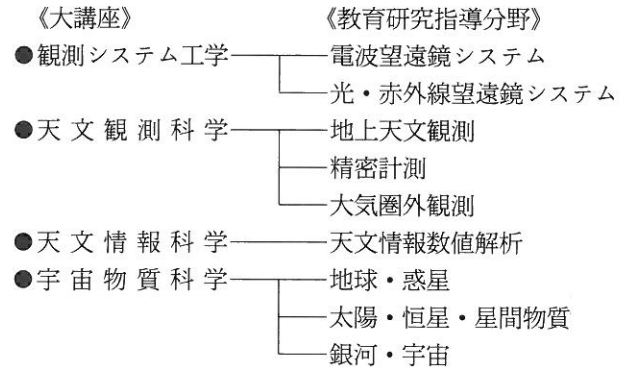 《大講座》 《教育研究指導分野》
●観測システム工学 電波望遠鏡システム
光・赤外線望遠鏡システム
●天文観測科学 地上天文観測
精密計測
大気圏外観測
●天文情報科学 天文情報数値解析
●宇宙物質科学 地球・惑星
太陽・恒星・星間物質
銀河・宇宙